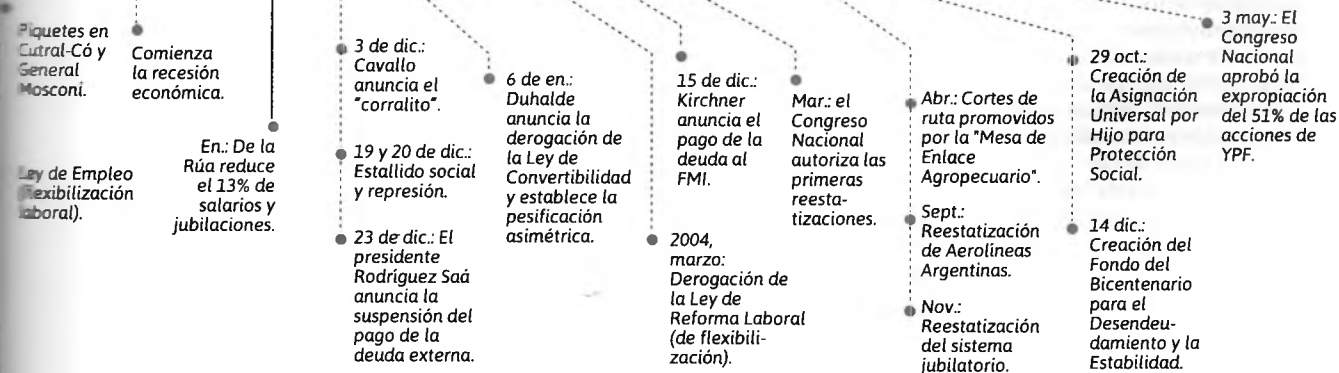 Piquetes en
Cutral-Có y
General
Mosconi.
Ley de Empleo
(flexibilización
laboral).
Comienza
la recesión
económica.
En.: De la
Rúa reduce
el 13% de
salarios y
jubilaciones.
3 de dic.:
Cavallo
anuncia el
"corralito".
19 y 20 de dic.:
Estallido social
y represión.
23 de dic.: El
presidente
Rodríguez Saá
anuncia la
suspensión del
pago de la
deuda externa.
6 de en.:
Duhalde
anuncia la
derogación de
la Ley de
Convertibilidad
y establece la
pesificación
asimétrica.
2004,
marzo:
Derogación de
la Ley de
Reforma Laboral
(de flexibili-
zación).
15 de dic.:
Kirchner
anuncia el
pago de la
deuda al
FMI.
Mar.: el
Congreso
Nacional
autoriza las
primeras
reesta-
tizaciones.
Abr.: Cortes de
ruta promovidos
por la "Mesa de
Enlace
Agropecuario".
Sept.:
Reestatización
de Aerolíneas
Argentinas.
Nov.:
Reestatización
del sistema
jubilatorio.
29 oct.:
Creación de
la Asignación
Universal por
Hijo para
Protección
Social.
14 dic.:
Creación del
Fondo del
Bicentenario
para el
Desendeu-
damiento y la
Estabilidad.
3 may.: El
Congreso
Nacional
aprobó la
expropiación
del 51% de las
acciones de
YPF.